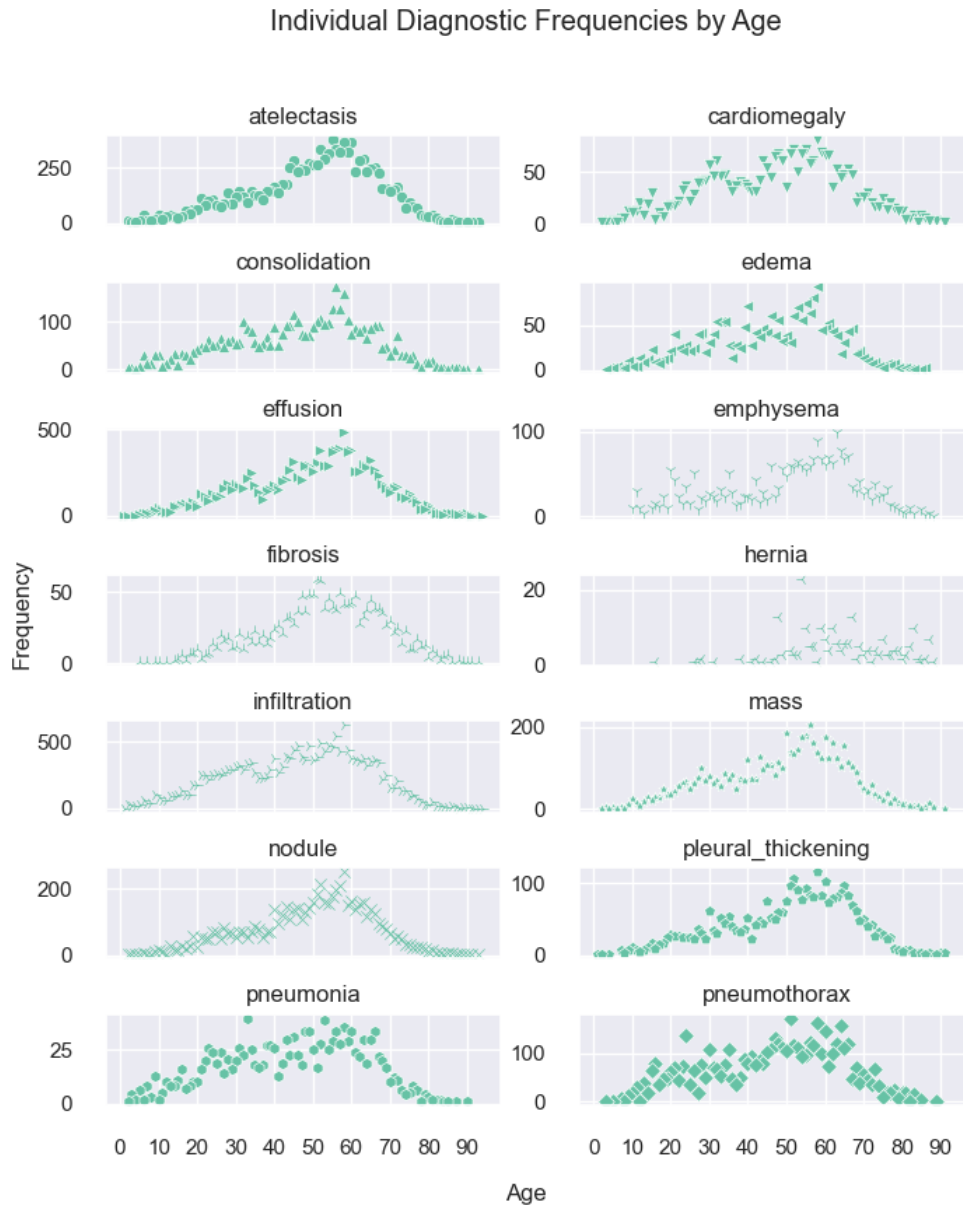 Individual Diagnostic Frequencies by Age
atelectasis
cardiomegaly
250
0
50
0
consolidation
edema
100
0
50
0
effusion
emphysema
500
0
100
0
fibrosis
hernia
50
0
20
0
Frequency
infiltration
mass
500
0
200
0
nodule
pleural_thickening
200
0
100
0
pneumonia
pneumothorax
25
0
100
0
0 10 20 30 40 50 60 70 80 90
0 10 20 30 40 50 60 70 80 90
Age